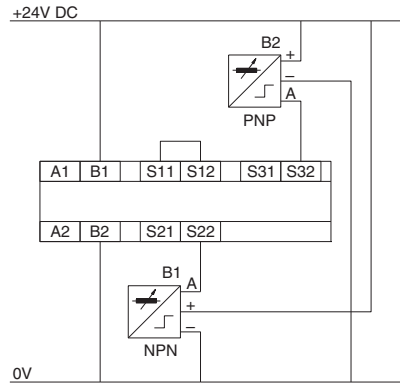 +24V DC
B2
+
–
A
PNP
A1 B1 S11 S12 S31 S32
A2 B2 S21 S22
B1
A
+
–
NPN
0V